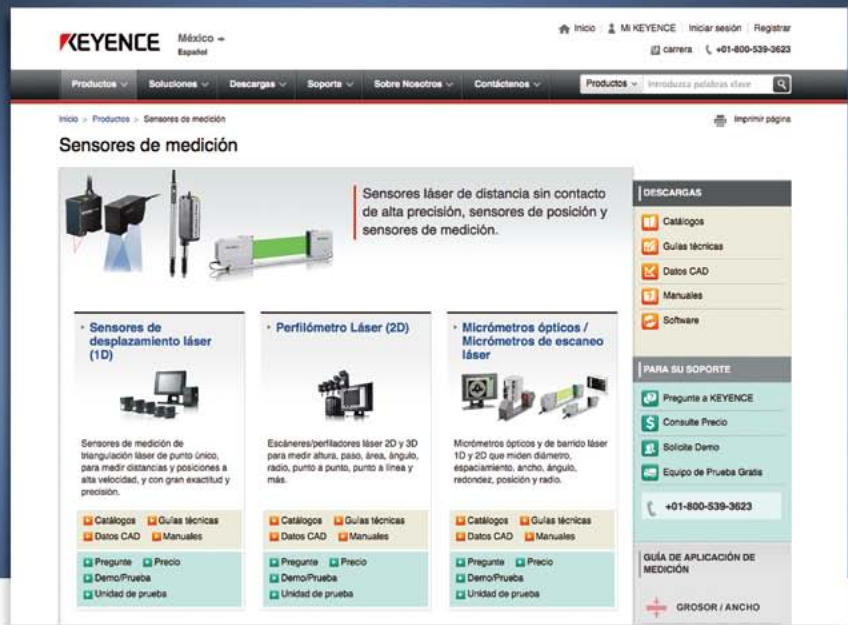 KEYENCE
México
Español
Inicio
Mi KEYENCE
Iniciar sesión
Registrar
carrera
+01-800-539-3623
Productos
Soluciones
Descargas
Soporte
Sobre Nosotros
Contáctenos
Productos
Introduzca palabras clave
Inicio > Productos > Sensores de medición
Imprimir página
Sensores de medición
Sensores láser de distancia sin contacto
de alta precisión, sensores de posición y
sensores de medición.
Sensores de
desplazamiento láser
(1D)
Sensores de medición de
triangulación láser de punto único,
para medir distancias y posiciones a
alta velocidad, y con gran exactitud y
precisión.
Catálogos Guías técnicas
Datos CAD Manuales
Pregunte Precio
Demo/Prueba
Unidad de prueba
Perfilómetro Láser (2D)
Escáneres/perfiladores láser 2D y 3D
para medir altura, paso, área, ángulo,
radio, punto a punto, punto a línea y
más.
Catálogos Guías técnicas
Datos CAD Manuales
Pregunte Precio
Demo/Prueba
Unidad de prueba
Micrómetros ópticos /
Micrómetros de escaneo
láser
Micrómetros ópticos y de barrido láser
1D y 2D que miden diámetro,
espaciamiento, ancho, ángulo,
redondez, posición y radio.
Catálogos Guías técnicas
Datos CAD Manuales
Pregunte Precio
Demo/Prueba
Unidad de prueba
DESCARGAS
Catálogos
Guías técnicas
Datos CAD
Manuales
Software
PARA SU SOPORTE
Pregunte a KEYENCE
Consulte Precio
Solicite Demo
Equipo de Prueba Gratis
+01-800-539-3623
GUÍA DE APLICACIÓN DE
MEDICIÓN
GROSOR / ANCHO